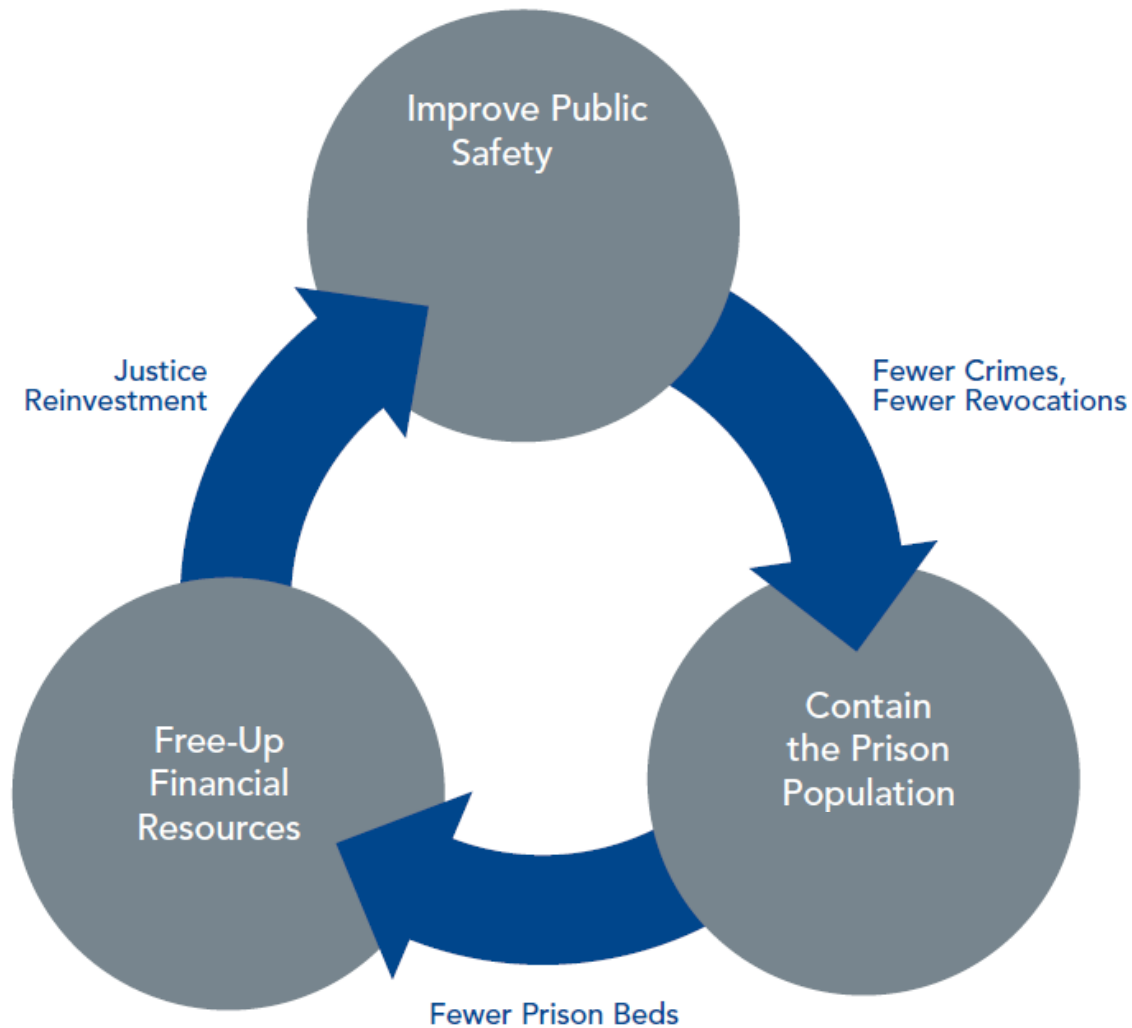 Improve Public
Safety
Justice
Reinvestment
Fewer Crimes,
Fewer Revocations
Contain
the Prison
Population
Free-Up
Financial
Resources
Fewer Prison Beds